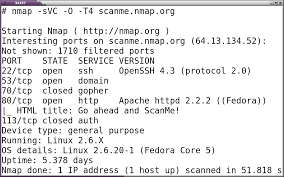 # nmap -sVC -O -T4 scanme.nmap.org
Starting Nmap ( http://nmap.org )
Interesting ports on scanme.nmap.org (64.13.134.52):
Not shown: 1710 filtered ports
PORT    STATE  SERVICE VERSION
22/tcp  open   ssh     OpenSSH 4.3 (protocol 2.0)
53/tcp  open   domain
70/tcp  closed gopher
80/tcp  open   http    Apache httpd 2.2.2 ((Fedora))
|_ HTML title: Go ahead and ScanMe!
113/tcp closed auth
Device type: general purpose
Running: Linux 2.6.X
OS details: Linux 2.6.20-1 (Fedora Core 5)
Uptime: 5.378 days
Nmap done: 1 IP address (1 host up) scanned in 51.818 s